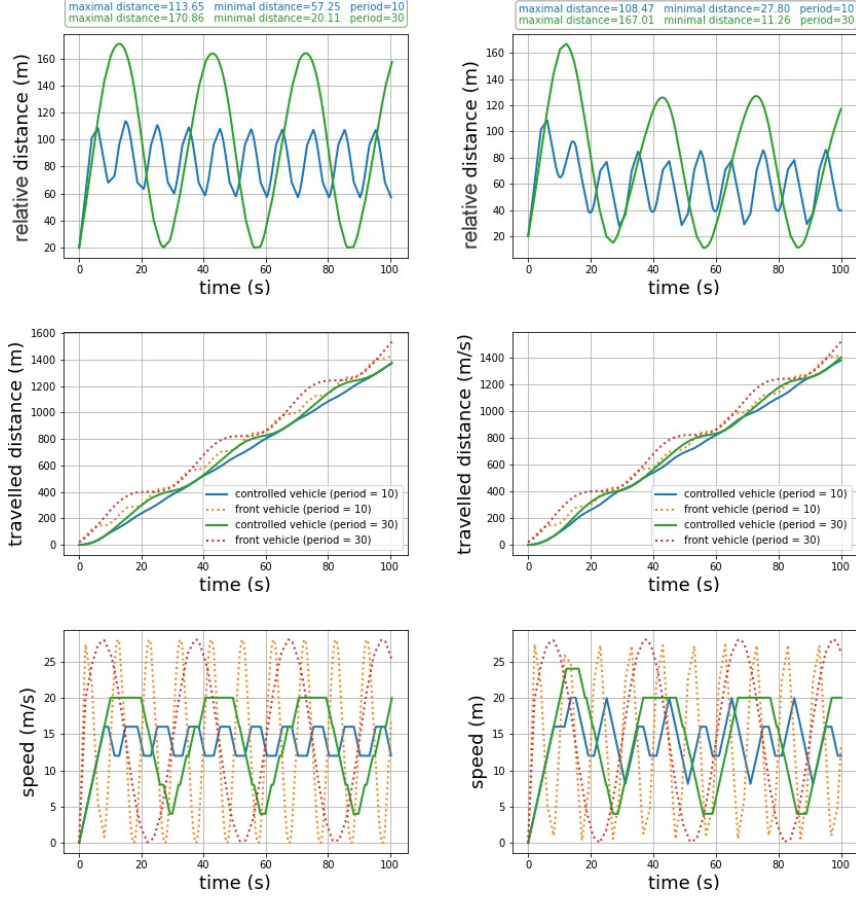 maximal distance=113.65 minimal distance=57.25 period=10
maximal distance=170.86 minimal distance=20.11 period=30
160
140
120
100
80
60
40
20
relative distance (m)
0 20 40 60 80 100
time (s)
maximal distance=108.47 minimal distance=27.80 period=10
maximal distance=167.01 minimal distance=11.26 period=30
160
140
120
100
80
60
40
20
relative distance (m)
0 20 40 60 80 100
time (s)
1600
1400
1200
1000
800
600
400
200
0
travelled distance (m)
controlled vehicle (period = 10)
front vehicle (period = 10)
controlled vehicle (period = 30)
front vehicle (period = 30)
0 20 40 60 80 100
time (s)
1400
1200
1000
800
600
400
200
0
travelled distance (m/s)
controlled vehicle (period = 10)
front vehicle (period = 10)
controlled vehicle (period = 30)
front vehicle (period = 30)
0 20 40 60 80 100
time (s)
25
20
15
10
5
0
speed (m/s)
0 20 40 60 80 100
time (s)
25
20
15
10
5
0
speed (m)
0 20 40 60 80 100
time (s)